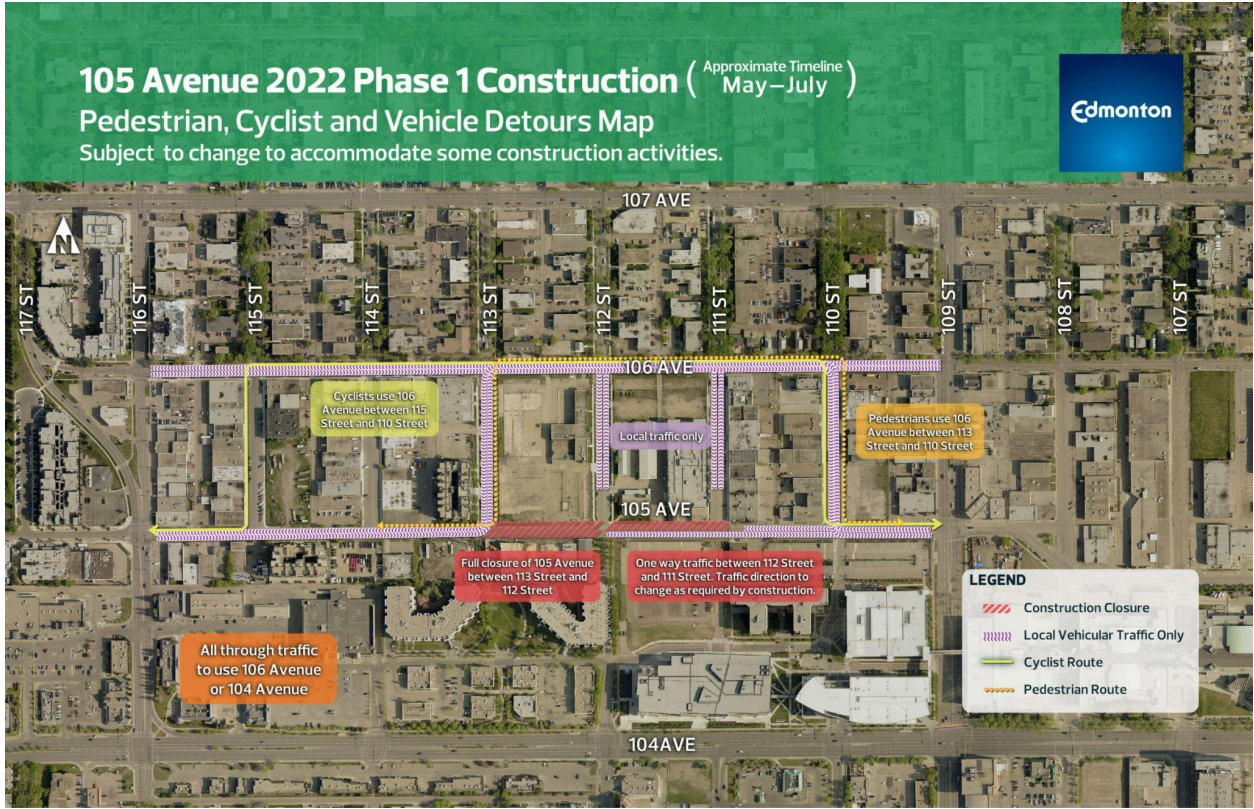 105 Avenue 2022 Phase 1 Construction ( Approximate Timeline
May–July )
Pedestrian, Cyclist and Vehicle Detours Map
Subject to change to accommodate some construction activities.
Edmonton
107 AVE
N
117 ST
116 ST
115 ST
114 ST
113 ST
112 ST
111 ST
110 ST
109 ST
108 ST
107 ST
106 AVE
Cyclists use 106
Avenue between 115
Street and 110 Street
Local traffic only
Pedestrians use 106
Avenue between 113
Street and 110 Street
105 AVE
Full closure of 105 Avenue
between 113 Street and
112 Street
One way traffic between 112 Street
and 111 Street. Traffic direction to
change as required by construction.
All through traffic
to use 106 Avenue
or 104 Avenue
LEGEND
Construction Closure
Local Vehicular Traffic Only
Cyclist Route
Pedestrian Route
104AVE